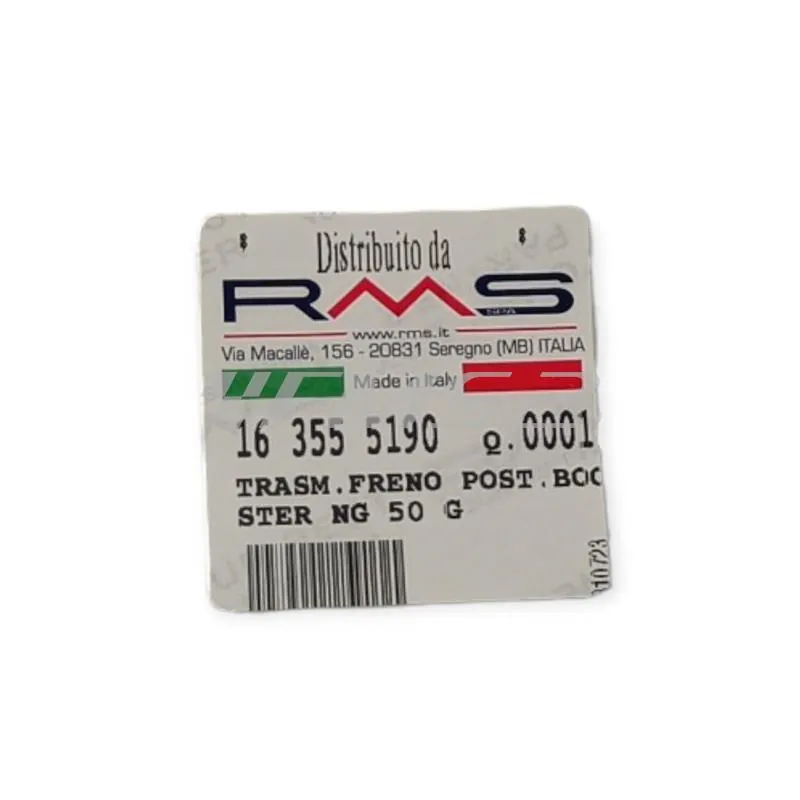 Distribuito da
RMS
SPA
www.rms.it
Via Macallè, 156 - 20831 Seregno (MB) ITALIA
Made in Italy
16 355 5190 Q.0001
TRASM.FRENO POST.BOO
STER NG 50 G